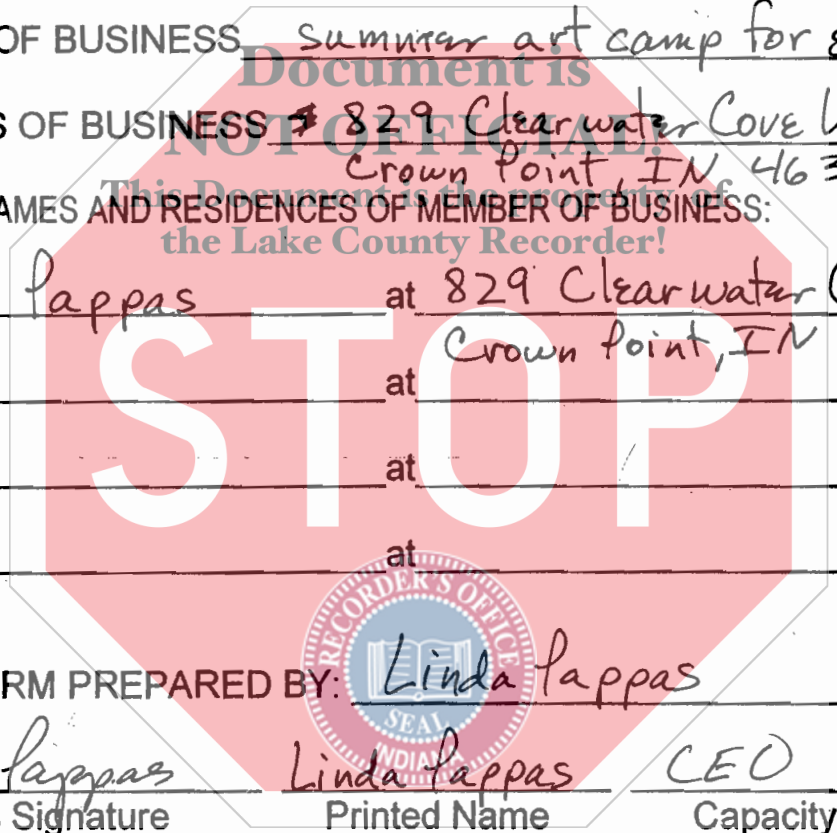 OF BUSINESS summer art camp for
Document is
OF BUSINESS 829 Clearwater Cove
NOT OFFICIAL!
Crown Point, IN 46
This Document is the property of
AMES AND RESIDENCES OF MEMBER OF BUSINESS:
the Lake County Recorder!
Pappas at 829 Clearwater
STOP
Crown Point, IN
at
at
at
RECORDER'S OFFICE
RM PREPARED BY: Linda Pappas
SEAL
INDIANA
Pappas Linda Pappas CEO
Signature Printed Name Capacity